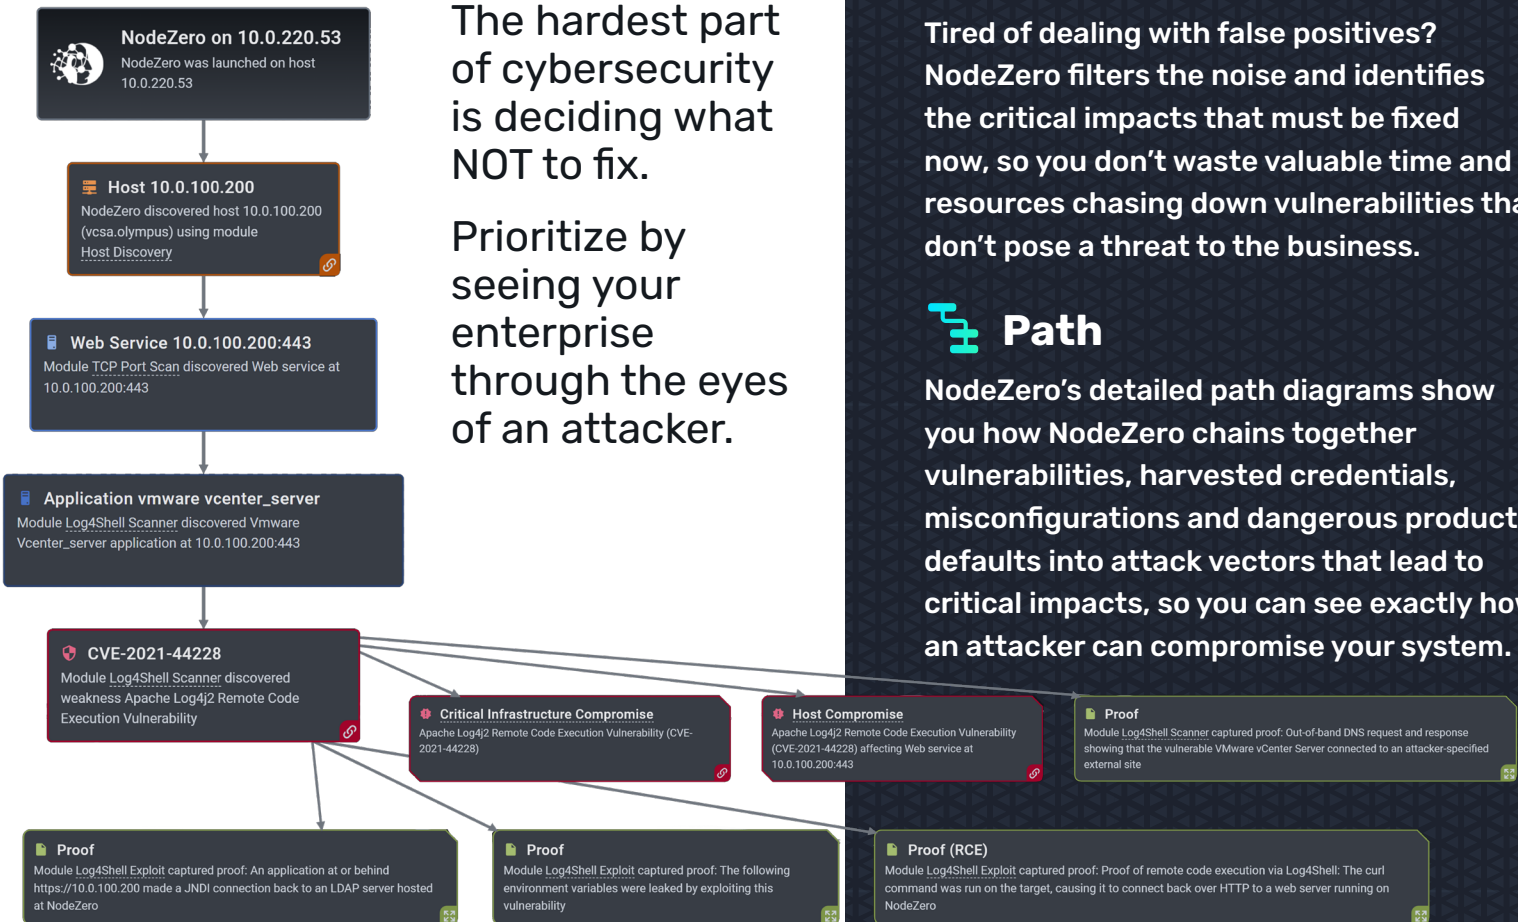 NodeZero on 10.0.220.53
NodeZero was launched on host
10.0.220.53
Host 10.0.100.200
NodeZero discovered host 10.0.100.200
(vcsa.olympus) using module
Host Discovery
Web Service 10.0.100.200:443
Module TCP Port Scan discovered Web service at
10.0.100.200:443
Application vmware vcenter_server
Module Log4Shell Scanner discovered Vmware
Vcenter_server application at 10.0.100.200:443
CVE-2021-44228
Module Log4Shell Scanner discovered
weakness Apache Log4j2 Remote Code
Execution Vulnerability
The hardest part
of cybersecurity
is deciding what
NOT to fix.
Prioritize by
seeing your
enterprise
through the eyes
of an attacker.
Tired of dealing with false positives?
NodeZero filters the noise and identifies
the critical impacts that must be fixed
now, so you don’t waste valuable time and
resources chasing down vulnerabilities tha
don’t pose a threat to the business.
Path
NodeZero’s detailed path diagrams show
you how NodeZero chains together
vulnerabilities, harvested credentials,
misconfigurations and dangerous product
defaults into attack vectors that lead to
critical impacts, so you can see exactly ho
an attacker can compromise your system.
Critical Infrastructure Compromise
Apache Log4j2 Remote Code Execution Vulnerability (CVE-
2021-44228)
Host Compromise
Apache Log4j2 Remote Code Execution Vulnerability
(CVE-2021-44228) affecting Web service at
10.0.100.200:443
Proof
Module Log4Shell Scanner captured proof: Out-of-band DNS request and response
showing that the vulnerable VMware vCenter Server connected to an attacker-specified
external site
Proof
Module Log4Shell Exploit captured proof: An application at or behind
https://10.0.100.200 made a JNDI connection back to an LDAP server hosted
at NodeZero
Proof
Module Log4Shell Exploit captured proof: The following
environment variables were leaked by exploiting this
vulnerability
Proof (RCE)
Module Log4Shell Exploit captured proof: Proof of remote code execution via Log4Shell: The curl
command was run on the target, causing it to connect back over HTTP to a web server running on
NodeZero